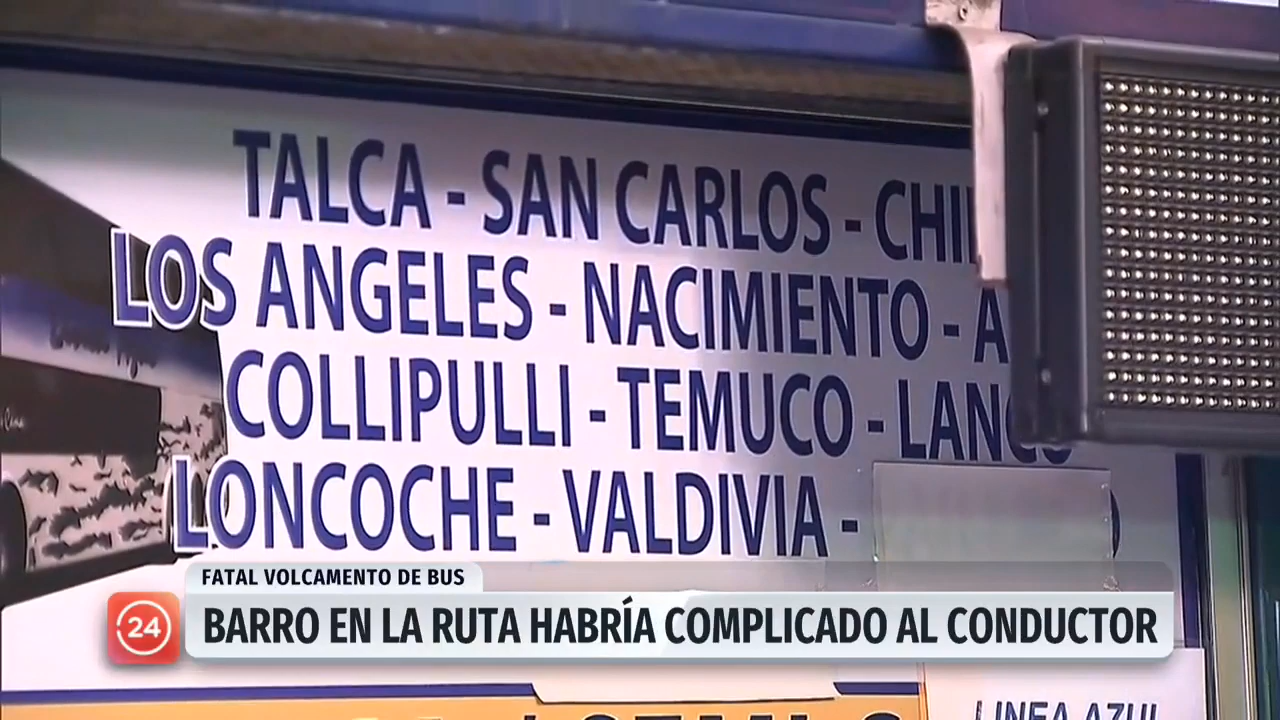 TALCA - SAN CARLOS -
LOS ANGELES - NACIMIENTO -
COLLIPULLI - TEMUCO - LANCO
LONCOCHE - VALDIVIA -
FATAL VOLCAMENTO DE BUS
24
BARRO EN LA RUTA HABRÍA COMPLICADO AL CONDUCTOR
LINEA AZUL